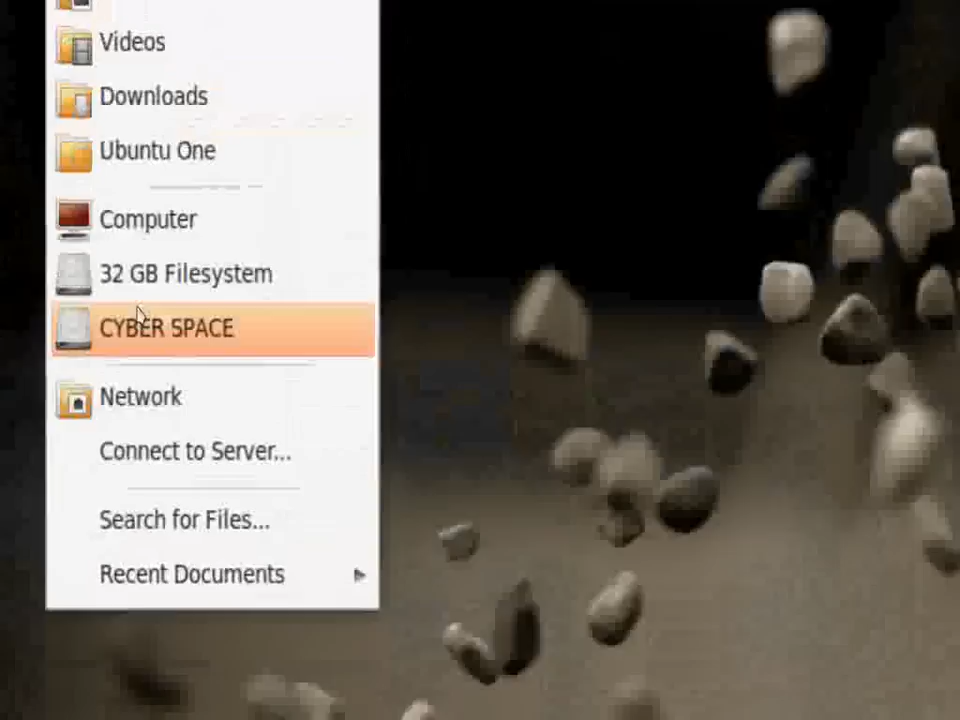 Videos
Downloads
Ubuntu One
Computer
32 GB Filesystem
CYBER SPACE
Network
Connect to Server...
Search for Files...
Recent Documents